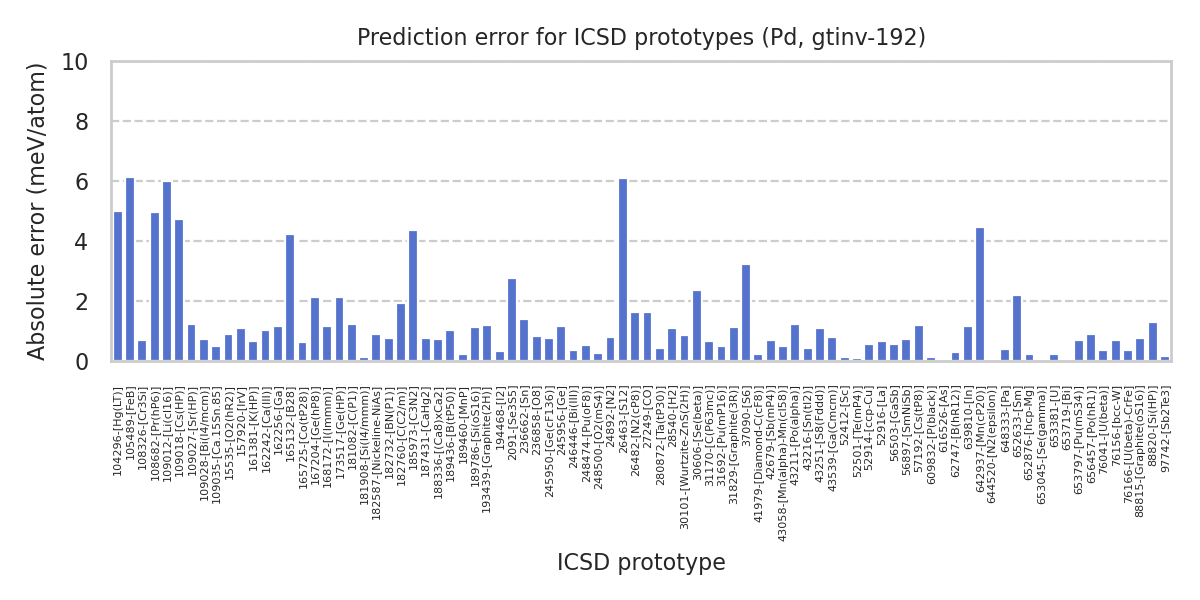 Prediction error for ICSD prototypes (Pd, gtinv-192)
Absolute error (meV/atom)
10
8
6
4
2
0
104296-[Hg(LT)]
105489-[FeB]
108326-[Cr3Si]
108682-[Pr(hP6)]
109012-[Li(cI16)]
109018-[Cs(HP)]
109027-[Sr(HP)]
109028-[Bi(I4/mcm)]
109035-[Ca.15Sn.85]
15535-[O2(hR2)]
157920-[IrV]
161381-[K(HP)]
162242-[Ca(III)]
162256-[Ga]
165132-[B28]
165725-[Co(tP28)]
167204-[Ge(hP8)]
168172-[I(Immm)]
173517-[Ge(HP)]
181082-[C(P1)]
181908-[Si(I4/mmm)]
182587-[Nickeline-NiAs]
182732-[BN(P1)]
182760-[C(C2/m)]
185973-[C3N2]
187431-[CaHg2]
188336-[(Ca8)xCa2]
189436-[B(tP50)]
189460-[MnP]
189786-[Si(oS16)]
193439-[Graphite(2H)]
194468-[I2]
2091-[Se3S5]
236662-[Sn]
236858-[O8]
245950-[Ge(cF136)]
245956-[Ge]
246446-[Bi(III)]
248474-[Pu(oF8)]
248500-[O2(mS4)]
24892-[N2]
26463-[S12]
26482-[N2(cP8)]
27249-[CO]
280872-[Ta(tP30)]
28540-[H2]
30101-[Wurtzite-ZnS(2H)]
30606-[Se(beta)]
31170-[C(P63mc)]
31692-[Pu(mP16)]
31829-[Graphite(3R)]
37090-[S6]
41979-[Diamond-C(cF8)]
42679-[Sb(mP4)]
43058-[Mn(alpha)-Mn(cI58)]
43211-[Po(alpha)]
43216-[Sn(tI2)]
43251-[S8(Fddd)]
43539-[Ga(Cmcm)]
52412-[Sc]
52501-[Te(mP4)]
52914-[fcc-Cu]
52916-[La]
56503-[GaSb]
56897-[SmNiSb]
57192-[Cs(tP8)]
609832-[P(black)]
616526-[As]
62747-[B(hR12)]
639810-[In]
642937-[Mn(cP20)]
644520-[N2(epsilon)]
648333-[Pa]
652633-[Sm]
652876-[hcp-Mg]
653045-[Se(gamma)]
653381-[U]
653719-[Bi]
653797-[Pu(mS34)]
656457-[Po(hR1)]
76041-[U(beta)]
76156-[bcc-W]
76166-[U(beta)-CrFe]
88815-[Graphite(oS16)]
88820-[Si(HP)]
97742-[Sb2Te3]
ICSD prototype